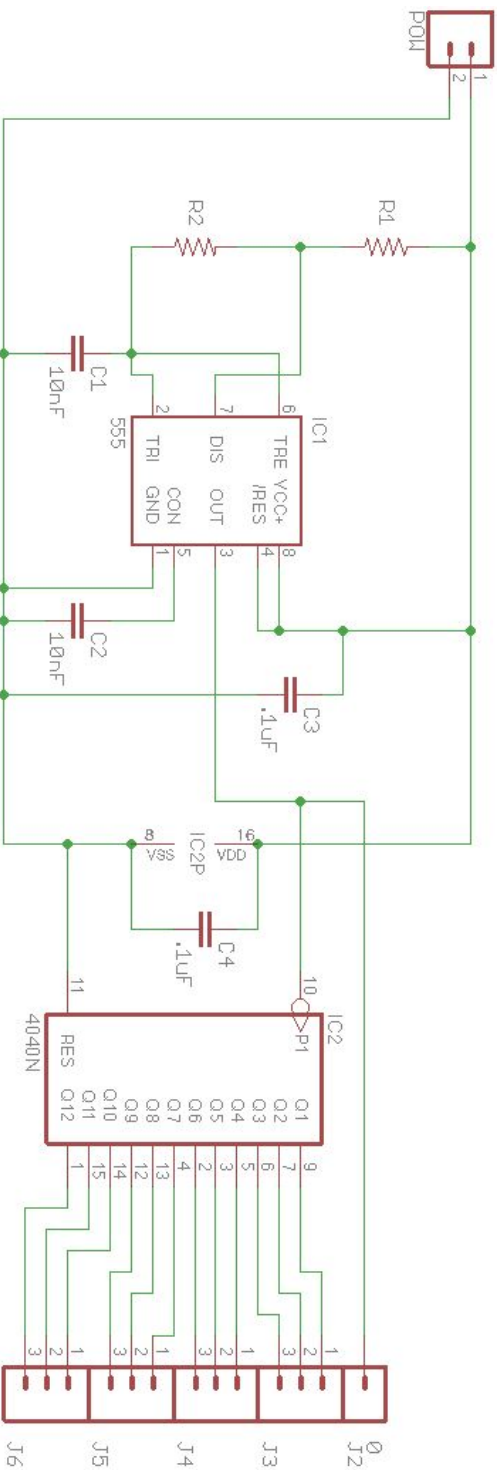 POW
1
2
R1
R2
C1
10nF
IC1
555
6 TRE VCC+ 8
/RES 4
7 DIS OUT 3
CON 5
2 TRI GND 1
C2
10nF
C3
.1uF
IC2P
16 VDD
8 VSS
C4
.1uF
IC2
4040N
10 P1
11 RES
Q1 9
Q2 7
Q3 6
Q4 5
Q5 3
Q6 2
Q7 4
Q8 13
Q9 12
Q10 14
Q11 15
Q12 1
0
J2
1
2
3
J3
1
2
3
J4
1
2
3
J5
1
2
3
J6